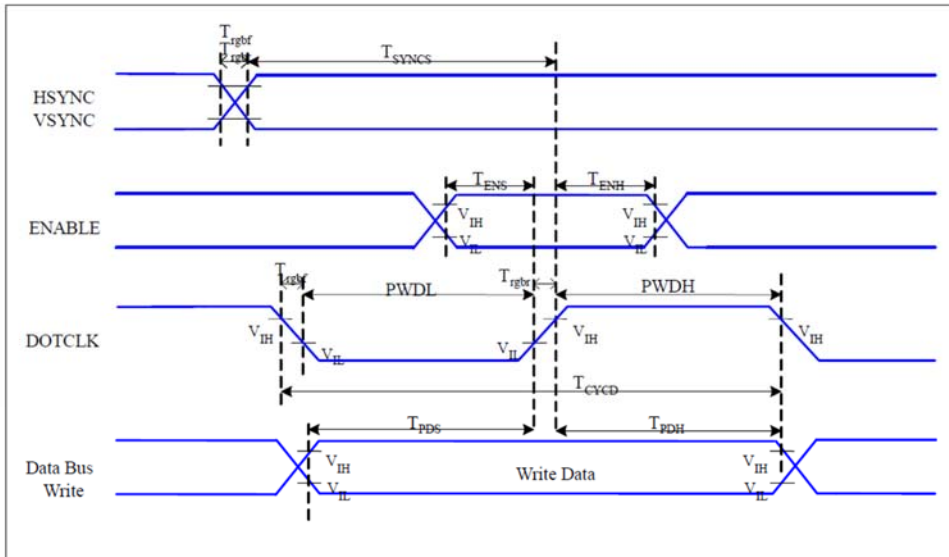 Trgbf
Trgbr
TSYNCS
HSYNC
VSYNC
TENS
TENH
VIH
VIH
ENABLE
VIL
VIL
Trgbf
PWDL
Trgbr
PWDH
DOTCLK
VIH
VIH
VIH
VIL
VIL
TCYCD
TPDS
TPDH
Data Bus
Write
VIH
Write Data
VIH
VIL
VIL